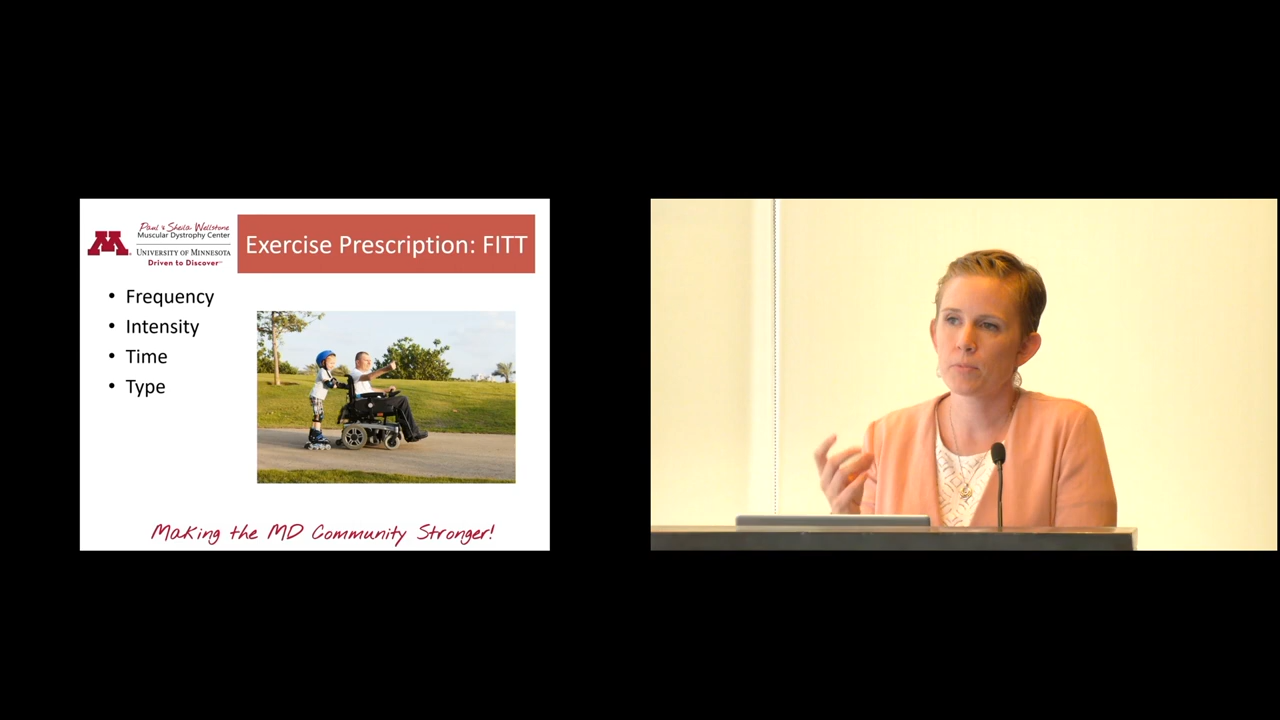 Paul & Sheila Wellstone
Muscular Dystrophy Center
UNIVERSITY OF MINNESOTA
Driven to Discover
M
Exercise Prescription: FITT
• Frequency
• Intensity
• Time
• Type
Making the MD Community Stronger!